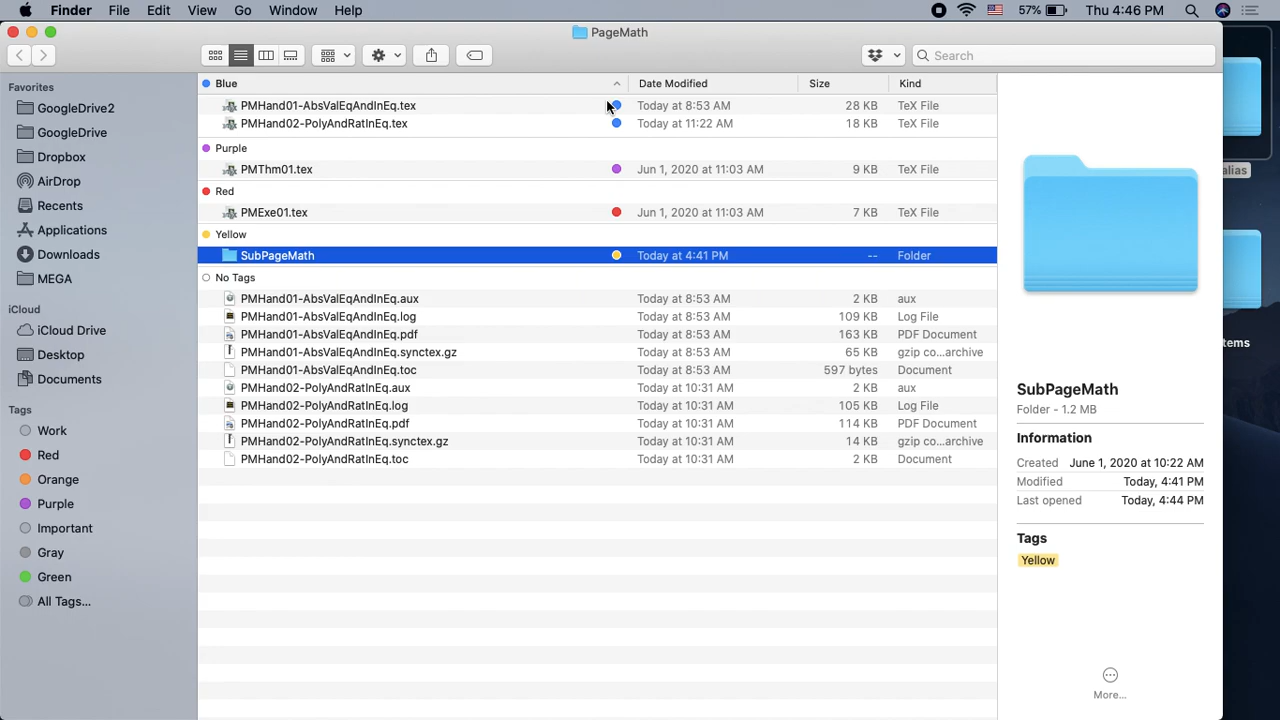 Finder File Edit View Go Window Help 57% Thu 4:46 PM
PageMath
Search
Favorites
GoogleDrive2
GoogleDrive
Dropbox
AirDrop
Recents
Applications
Downloads
MEGA
iCloud
iCloud Drive
Desktop
Documents
Tags
Work
Red
Orange
Purple
Important
Gray
Green
All Tags...
Blue Date Modified Size Kind
PMHand01-AbsValEqAndInEq.tex Today at 8:53 AM 28 KB TeX File
PMHand02-PolyAndRatInEq.tex Today at 11:22 AM 18 KB TeX File
Purple
PMThm01.tex Jun 1, 2020 at 11:03 AM 9 KB TeX File
Red
PMExe01.tex Jun 1, 2020 at 11:03 AM 7 KB TeX File
Yellow
SubPageMath Today at 4:41 PM -- Folder
No Tags
PMHand01-AbsValEqAndInEq.aux Today at 8:53 AM 2 KB aux
PMHand01-AbsValEqAndInEq.log Today at 8:53 AM 109 KB Log File
PMHand01-AbsValEqAndInEq.pdf Today at 8:53 AM 163 KB PDF Document
PMHand01-AbsValEqAndInEq.synctex.gz Today at 8:53 AM 65 KB gzip co...archive
PMHand01-AbsValEqAndInEq.toc Today at 8:53 AM 597 bytes Document
PMHand02-PolyAndRatInEq.aux Today at 10:31 AM 2 KB aux
PMHand02-PolyAndRatInEq.log Today at 10:31 AM 105 KB Log File
PMHand02-PolyAndRatInEq.pdf Today at 10:31 AM 114 KB PDF Document
PMHand02-PolyAndRatInEq.synctex.gz Today at 10:31 AM 14 KB gzip co...archive
PMHand02-PolyAndRatInEq.toc Today at 10:31 AM 2 KB Document
SubPageMath
Folder - 1.2 MB
Information
Created June 1, 2020 at 10:22 AM
Modified Today, 4:41 PM
Last opened Today, 4:44 PM
Tags
Yellow
More...
alias
tems